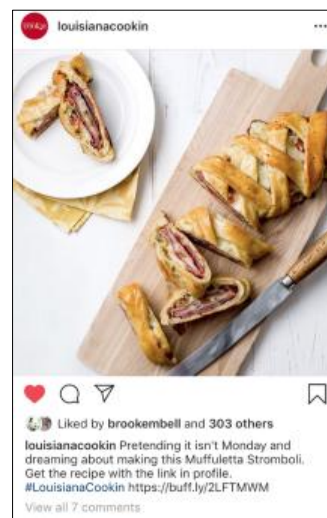 louisianacookin
Liked by brookembell and 303 others
louisianacookin Pretending it isn't Monday and
dreaming about making this Muffuletta Stromboli.
Get the recipe with the link in profile.
#LouisianaCookin https://buff.ly/2LFTMWM
View all 7 comments